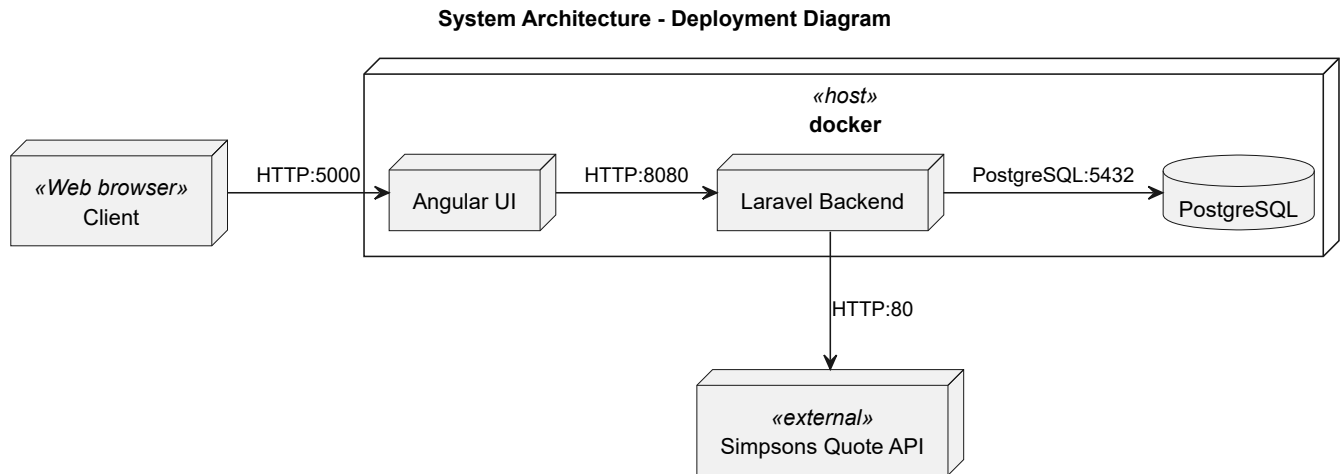 System Architecture - Deployment Diagram
«host»
docker
«Web browser»
Client
HTTP:5000
Angular UI
HTTP:8080
Laravel Backend
PostgreSQL:5432
PostgreSQL
HTTP:80
«external»
Simpsons Quote API